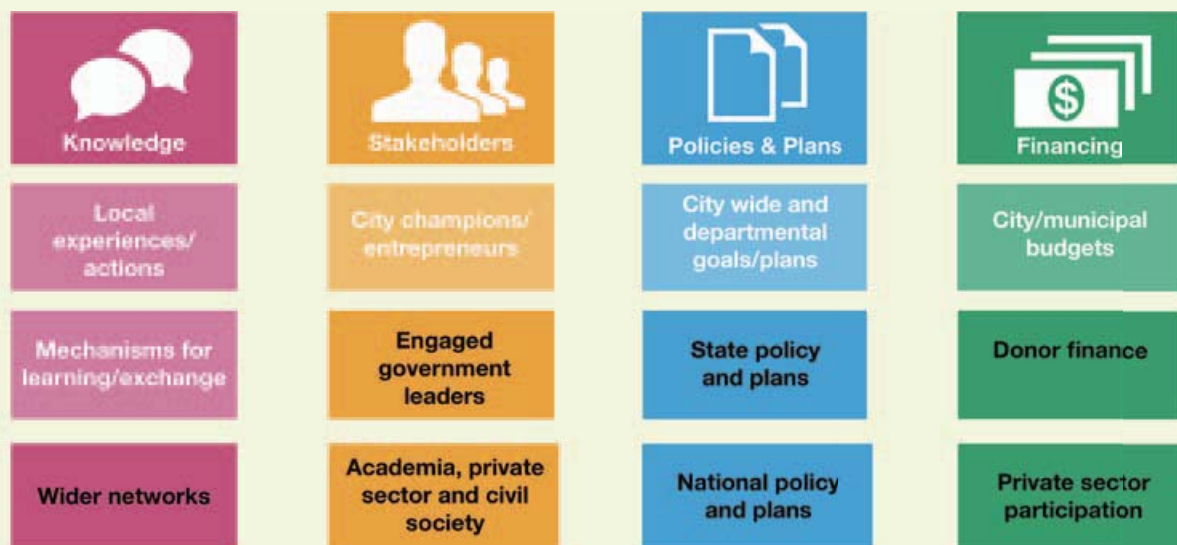 Knowledge
Stakeholders
Policies & Plans
$
Financing
Local
experiences/
actions
City champions/
entrepreneurs
City wide and
departmental
goals/plans
City/municipal
budgets
Mechanisms for
learning/exchange
Engaged
government
leaders
State policy
and plans
Donor finance
Wider networks
Academia, private
sector and civil
society
National policy
and plans
Private sector
participation